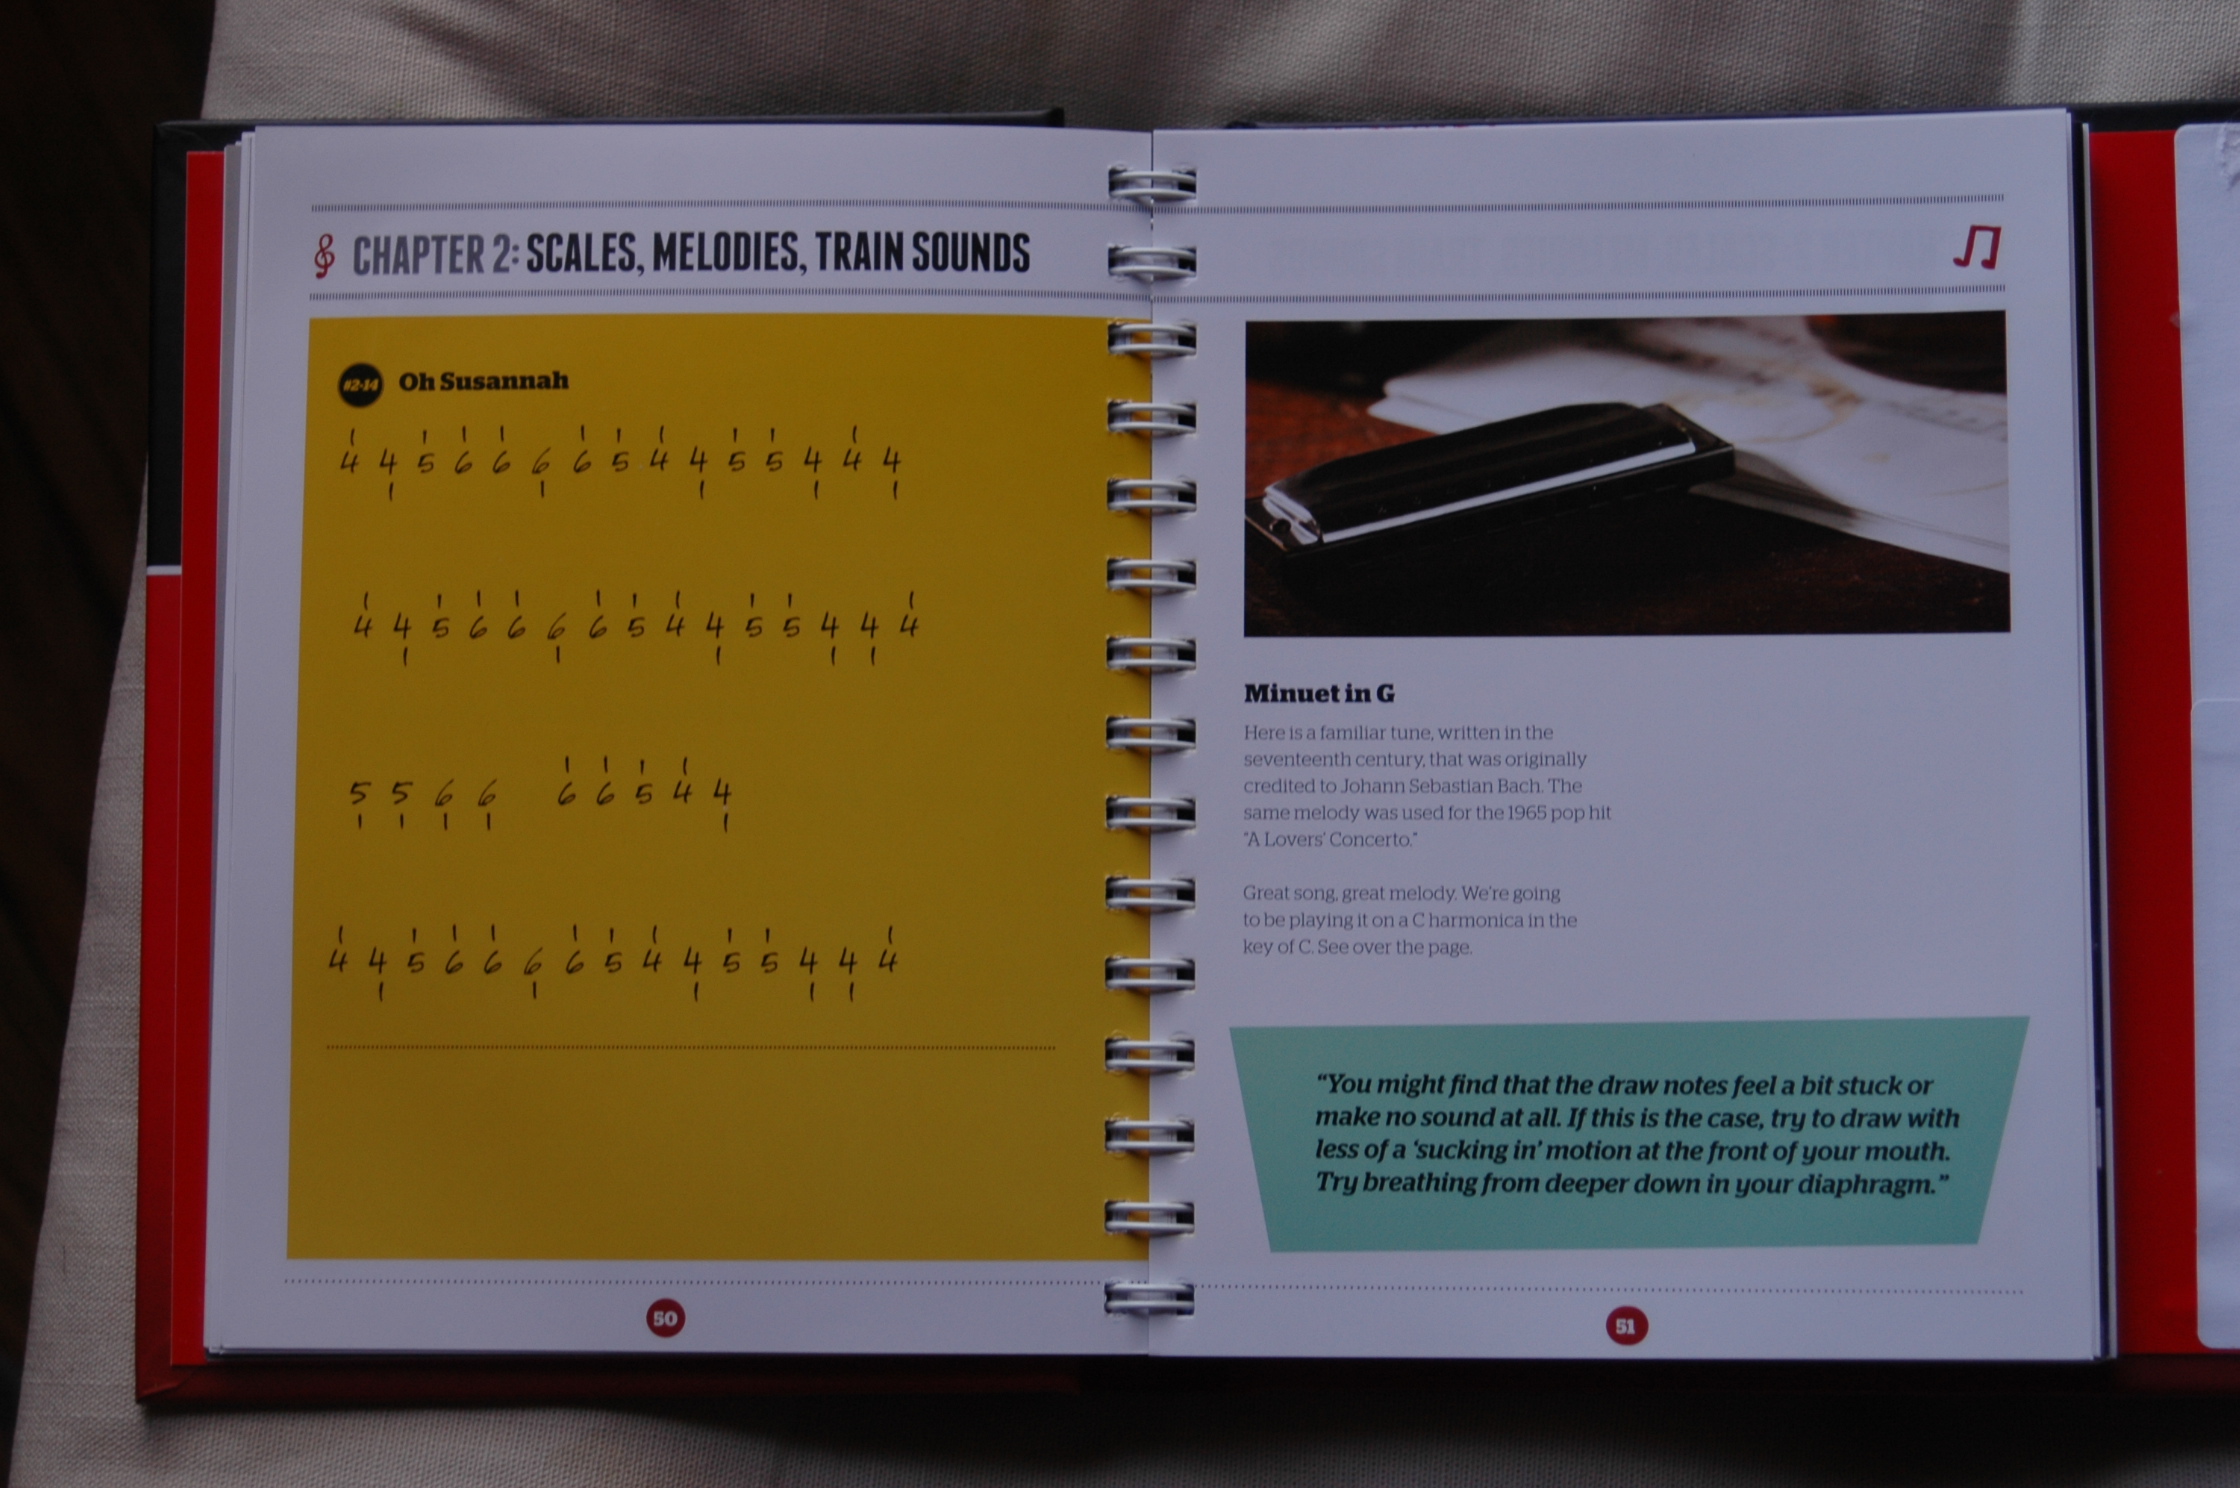 CHAPTER 2: SCALES, MELODIES, TRAIN SOUNDS
#2-14 Oh Susannah
ı ı ı ı ı ı ı ı ı ı
4 4 5 6 6 6 6 5 4 4 5 5 4 4 4
ı ı ı ı ı
ı ı ı ı ı ı ı ı ı ı
4 4 5 6 6 6 6 5 4 4 5 5 4 4 4
ı ı ı ı ı
ı ı ı ı
5 5 6 6 6 6 5 4 4
ı ı ı ı ı
ı ı ı ı ı ı ı ı ı ı
4 4 5 6 6 6 6 5 4 4 5 5 4 4 4
ı ı ı ı ı
50
Minuet in G
Here is a familiar tune, written in the
seventeenth century, that was originally
credited to Johann Sebastian Bach. The
same melody was used for the 1965 pop hit
"A Lovers' Concerto."
Great song, great melody. We're going
to be playing it on a C harmonica in the
key of C. See over the page.
“You might find that the draw notes feel a bit stuck or
make no sound at all. If this is the case, try to draw with
less of a ‘sucking in’ motion at the front of your mouth.
Try breathing from deeper down in your diaphragm.”
51